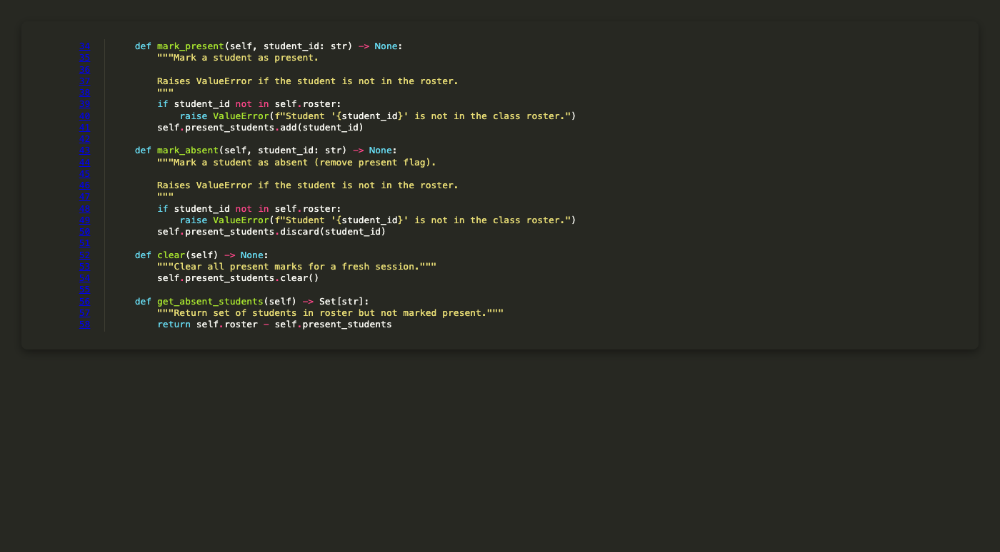 34     def mark_present(self, student_id: str) -> None:
35         """Mark a student as present.
36
37         Raises ValueError if the student is not in the roster.
38         """
39         if student_id not in self.roster:
40             raise ValueError(f"Student '{student_id}' is not in the class roster.")
41         self.present_students.add(student_id)
42
43     def mark_absent(self, student_id: str) -> None:
44         """Mark a student as absent (remove present flag).
45
46         Raises ValueError if the student is not in the roster.
47         """
48         if student_id not in self.roster:
49             raise ValueError(f"Student '{student_id}' is not in the class roster.")
50         self.present_students.discard(student_id)
51
52     def clear(self) -> None:
53         """Clear all present marks for a fresh session."""
54         self.present_students.clear()
55
56     def get_absent_students(self) -> Set[str]:
57         """Return set of students in roster but not marked present."""
58         return self.roster - self.present_students